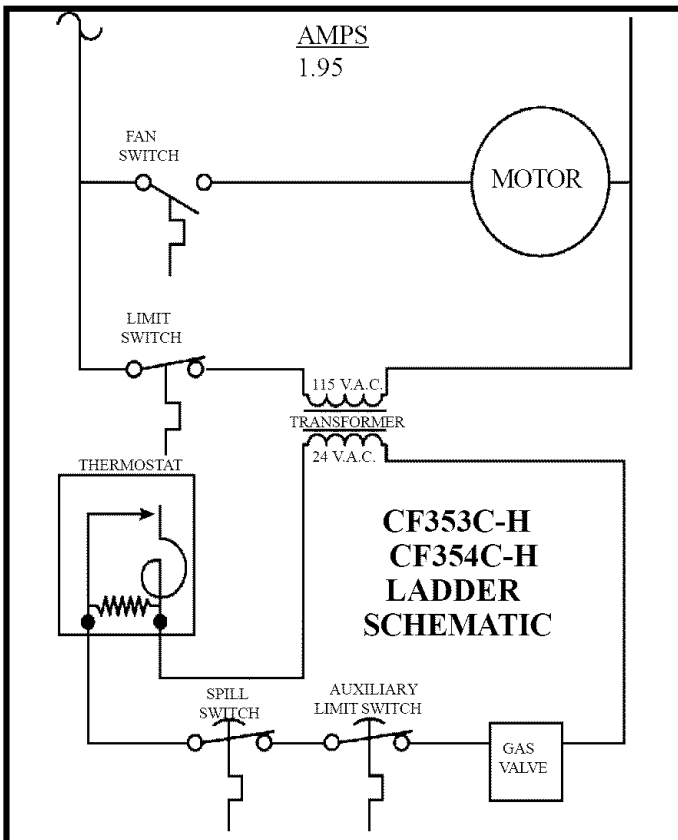 AMPS
1.95
FAN
SWITCH
MOTOR
LIMIT
SWITCH
115 V.A.C.
TRANSFORMER
24 V.A.C.
THERMOSTAT
CF353C-H
CF354C-H
LADDER
SCHEMATIC
SPILL
SWITCH
AUXILIARY
LIMIT SWITCH
GAS
VALVE